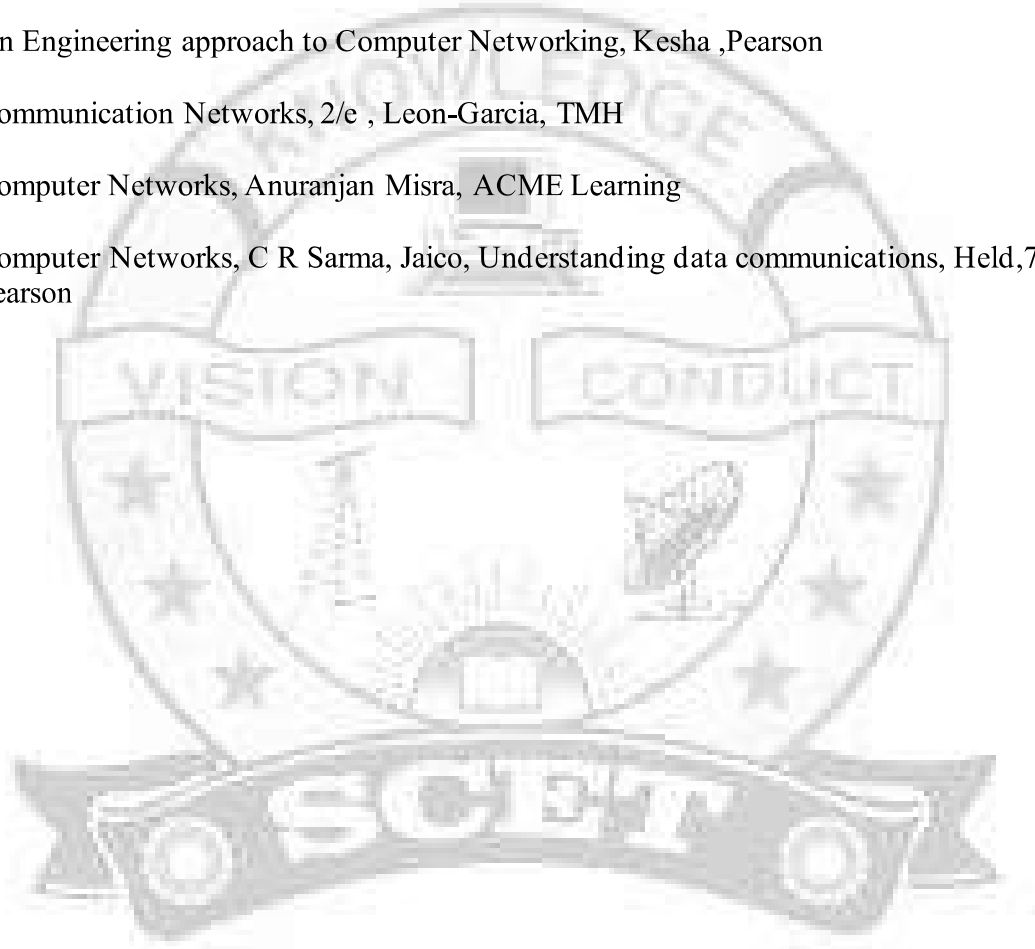 n Engineering approach to Computer Networking, Kesha ,Pearson
ommunication Networks, 2/e , Leon-Garcia, TMH
omputer Networks, Anuranjan Misra, ACME Learning
omputer Networks, C R Sarma, Jaico, Understanding data communications, Held,7
earson
KNOWLEDGE
VISION
CONDUCT
SCET